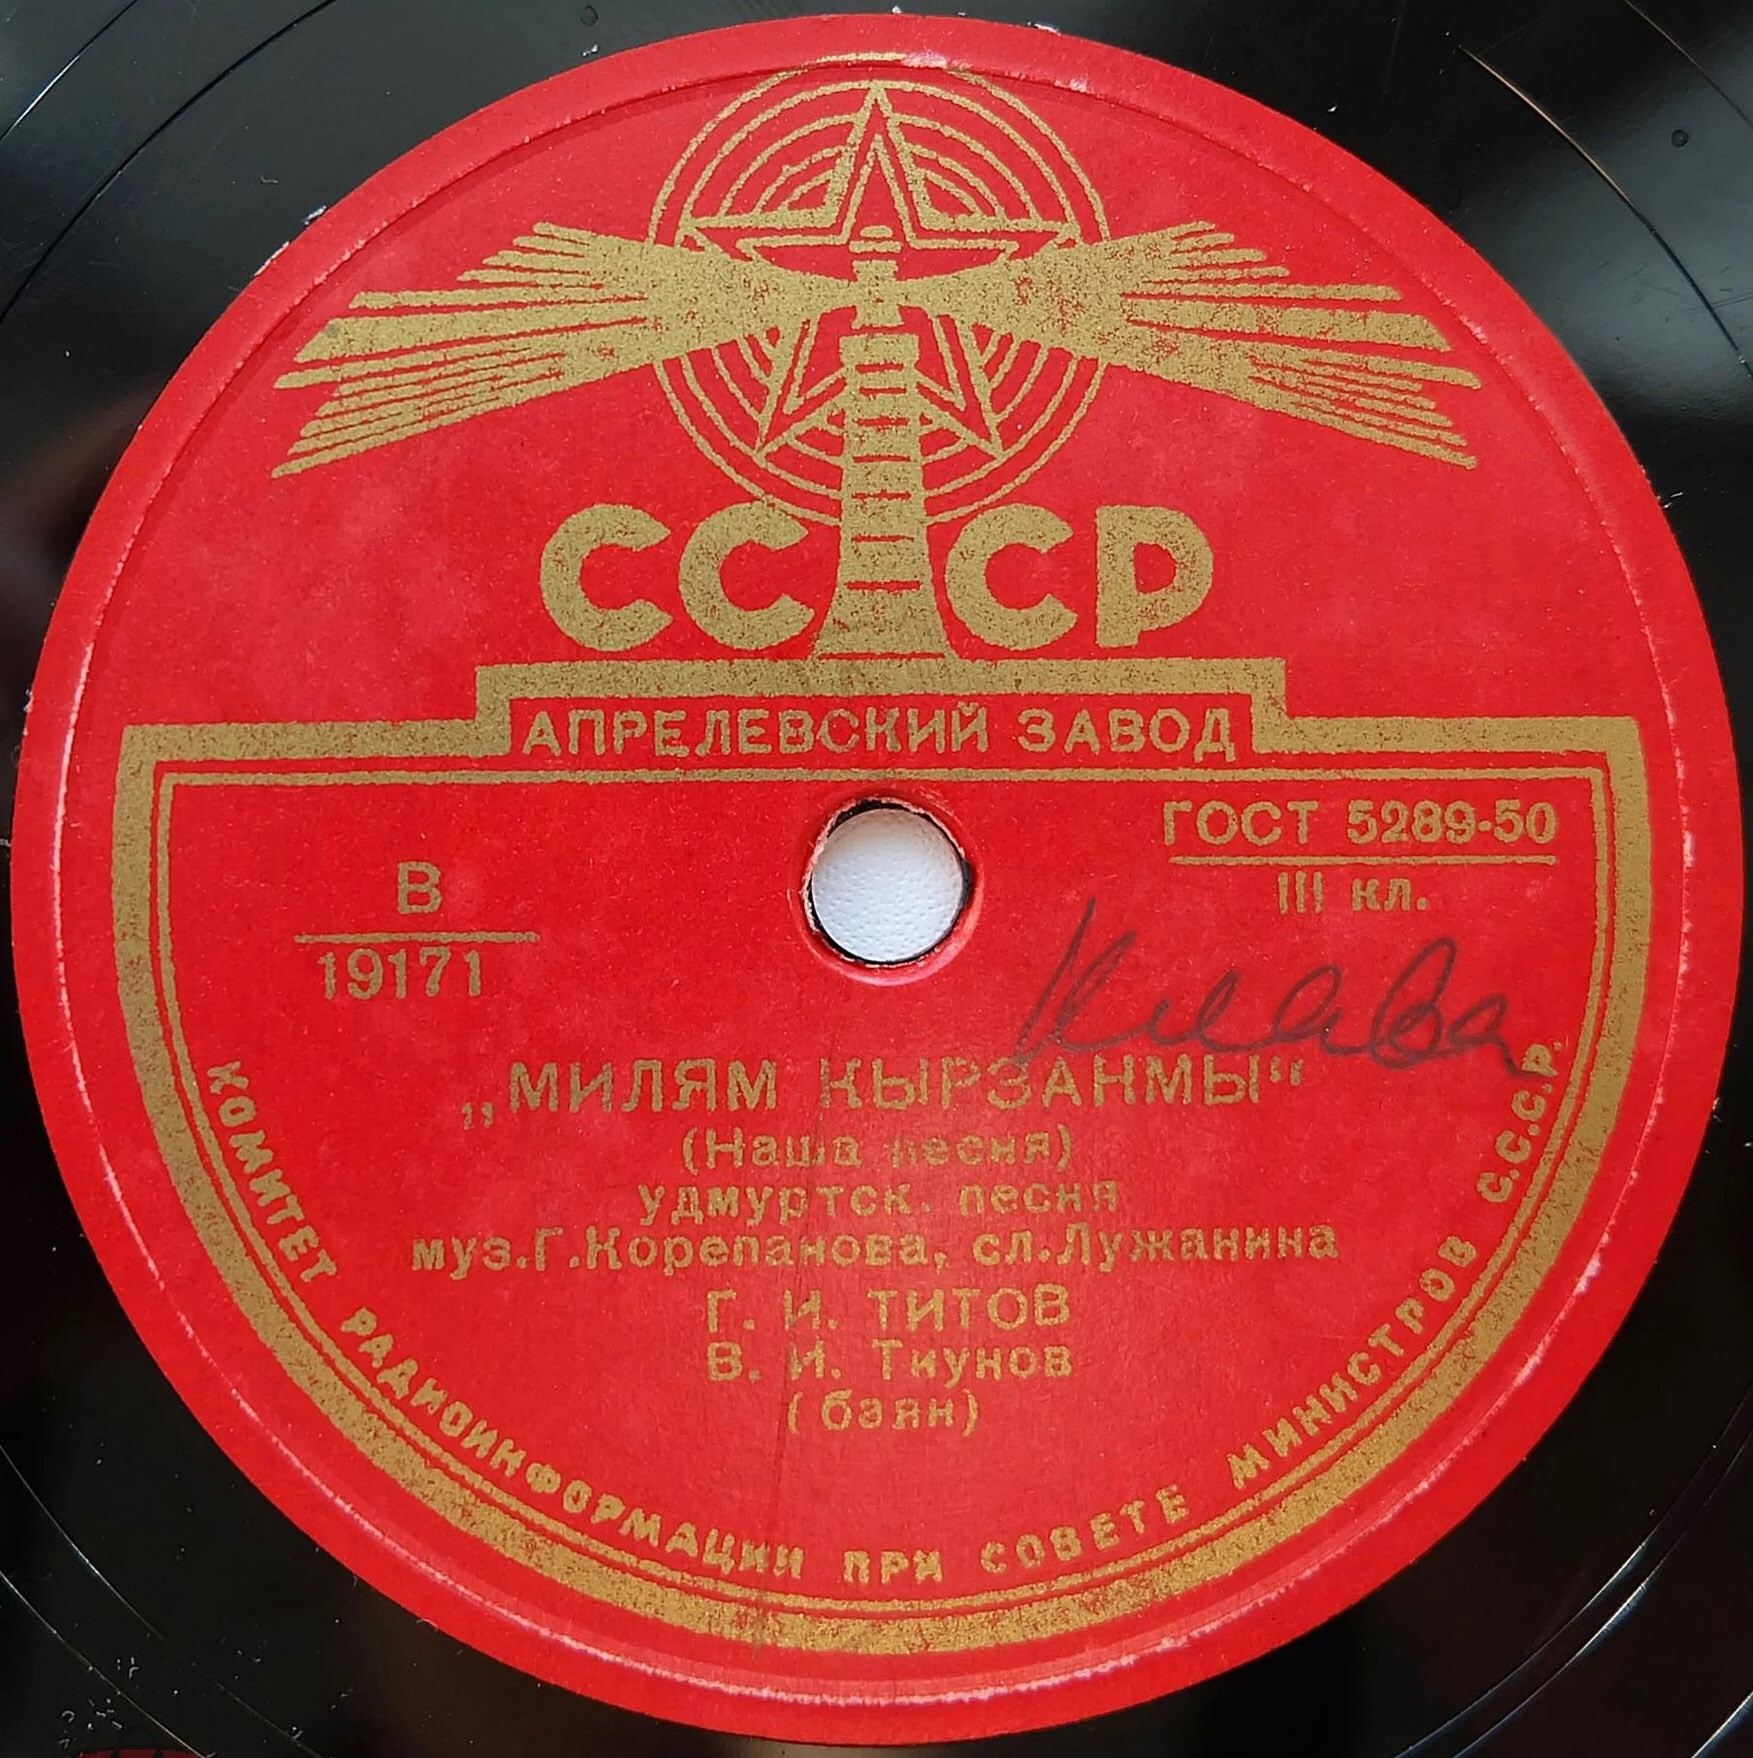 СССР
АПРЕЛЕВСКИЙ ЗАВОД
ГОСТ 5289-50
III кл.
В
19171
„МИЛЯМ КЫРЗАНМЫ“
(Наша песня)
удмуртск. песня
муз.Г.Корепанова, сл.Лужанина
Г. И. ТИТОВ
В. И. Тиунов
(баян)
КОМИТЕТ РАДИОИНФОРМАЦИИ ПРИ СОВЕТЕ МИНИСТРОВ С.С.С.Р.